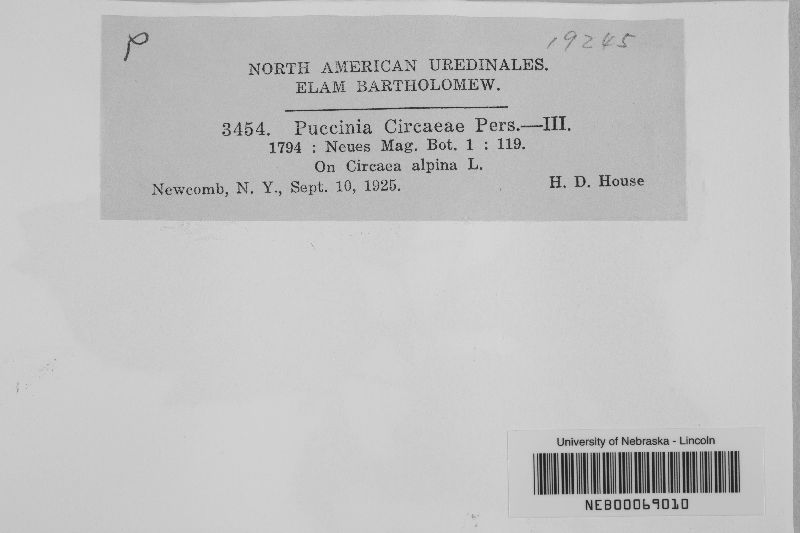 P 19245
NORTH AMERICAN UREDINALES.
ELAM BARTHOLOMEW.
3454. Puccinia Circaeae Pers.—III.
1794 : Neues Mag. Bot. 1 : 119.
On Circaea alpina L.
Newcomb, N. Y., Sept. 10, 1925. H. D. House
University of Nebraska - Lincoln
NEB00069010